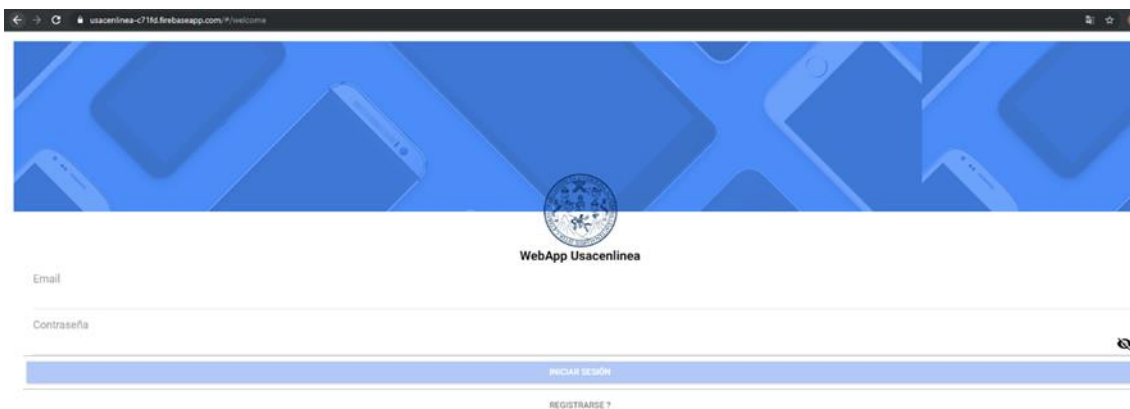 usacenlinea-c71fd.firebaseapp.com/#/welcome
WebApp Usacenlinea
Email
Contraseña
INICIAR SESIÓN
REGISTRARSE ?